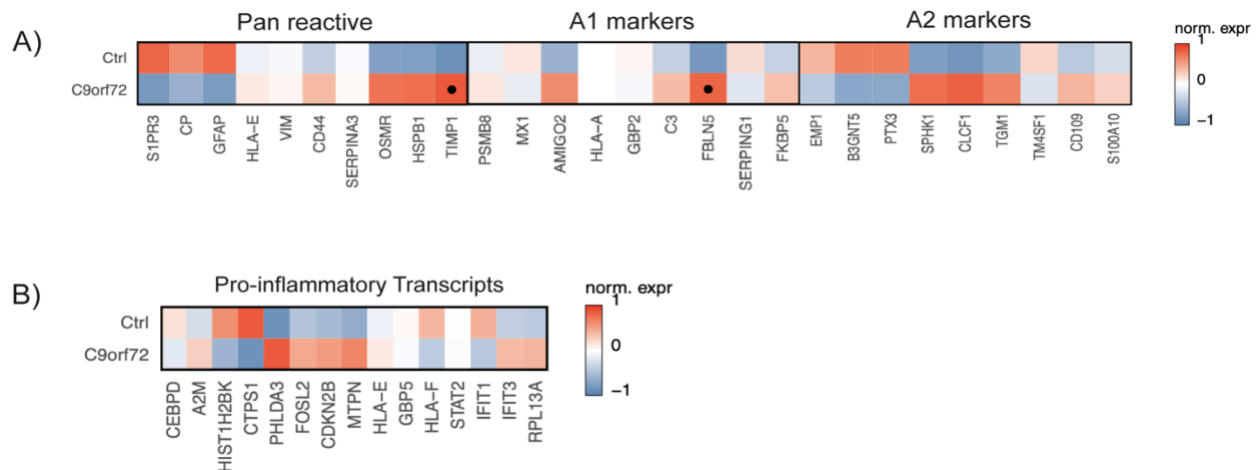 A)
Pan reactive
A1 markers
A2 markers
norm. expr
1
0
−1
Ctrl
C9orf72
S1PR3
CP
GFAP
HLA−E
VIM
CD44
SERPINA3
OSMR
HSPB1
TIMP1
PSMB8
MX1
AMIGO2
HLA−A
GBP2
C3
FBLN5
SERPING1
FKBP5
EMP1
B3GNT5
PTX3
SPHK1
CLCF1
TGM1
TM4SF1
CD109
S100A10
B)
Pro-inflammatory Transcripts
norm. expr
1
0
−1
Ctrl
C9orf72
CEBPD
A2M
HIST1H2BK
CTPS1
PHLDA3
FOSL2
CDKN2B
MTPN
HLA−E
GBP5
HLA−F
STAT2
IFIT1
IFIT3
RPL13A